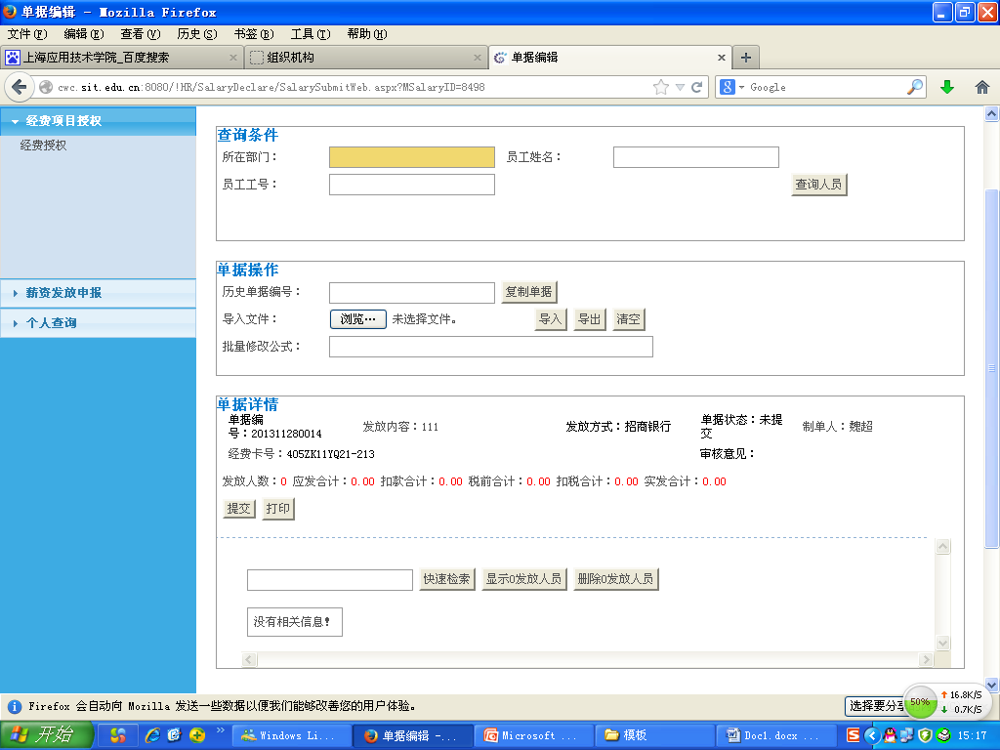 单据编辑 - Mozilla Firefox
文件(F) 编辑(E) 查看(V) 历史(S) 书签(B) 工具(T) 帮助(H)
上海应用技术学院_百度搜索 × 组织机构 × 单据编辑 × +
cwc.sit.edu.cn:8080/!HR/SalaryDeclare/SalarySubmitWeb.aspx?MSalaryID=8498 Google
经费项目授权
经费授权
薪资发放申报
个人查询
查询条件
所在部门： 员工姓名：
员工工号： 查询人员
单据操作
历史单据编号： 复制单据
导入文件： 浏览… 未选择文件。 导入 导出 清空
批量修改公式：
单据详情
单据编号：201311280014 发放内容：111 发放方式：招商银行 单据状态：未提交 制单人：魏超
经费卡号：405ZK11YQ21-213 审核意见：
发放人数：0 应发合计：0.00 扣款合计：0.00 税前合计：0.00 扣税合计：0.00 实发合计：0.00
提交 打印
快速检索 显示0发放人员 删除0发放人员
没有相关信息!
Firefox 会自动向 Mozilla 发送一些数据以便我们能够改善您的用户体验。 选择要分享
50% 16.8K/S
0.7K/S
开始 Windows Li... 单据编辑 -... Microsoft ... 模板 Doc1.docx ... 15:17